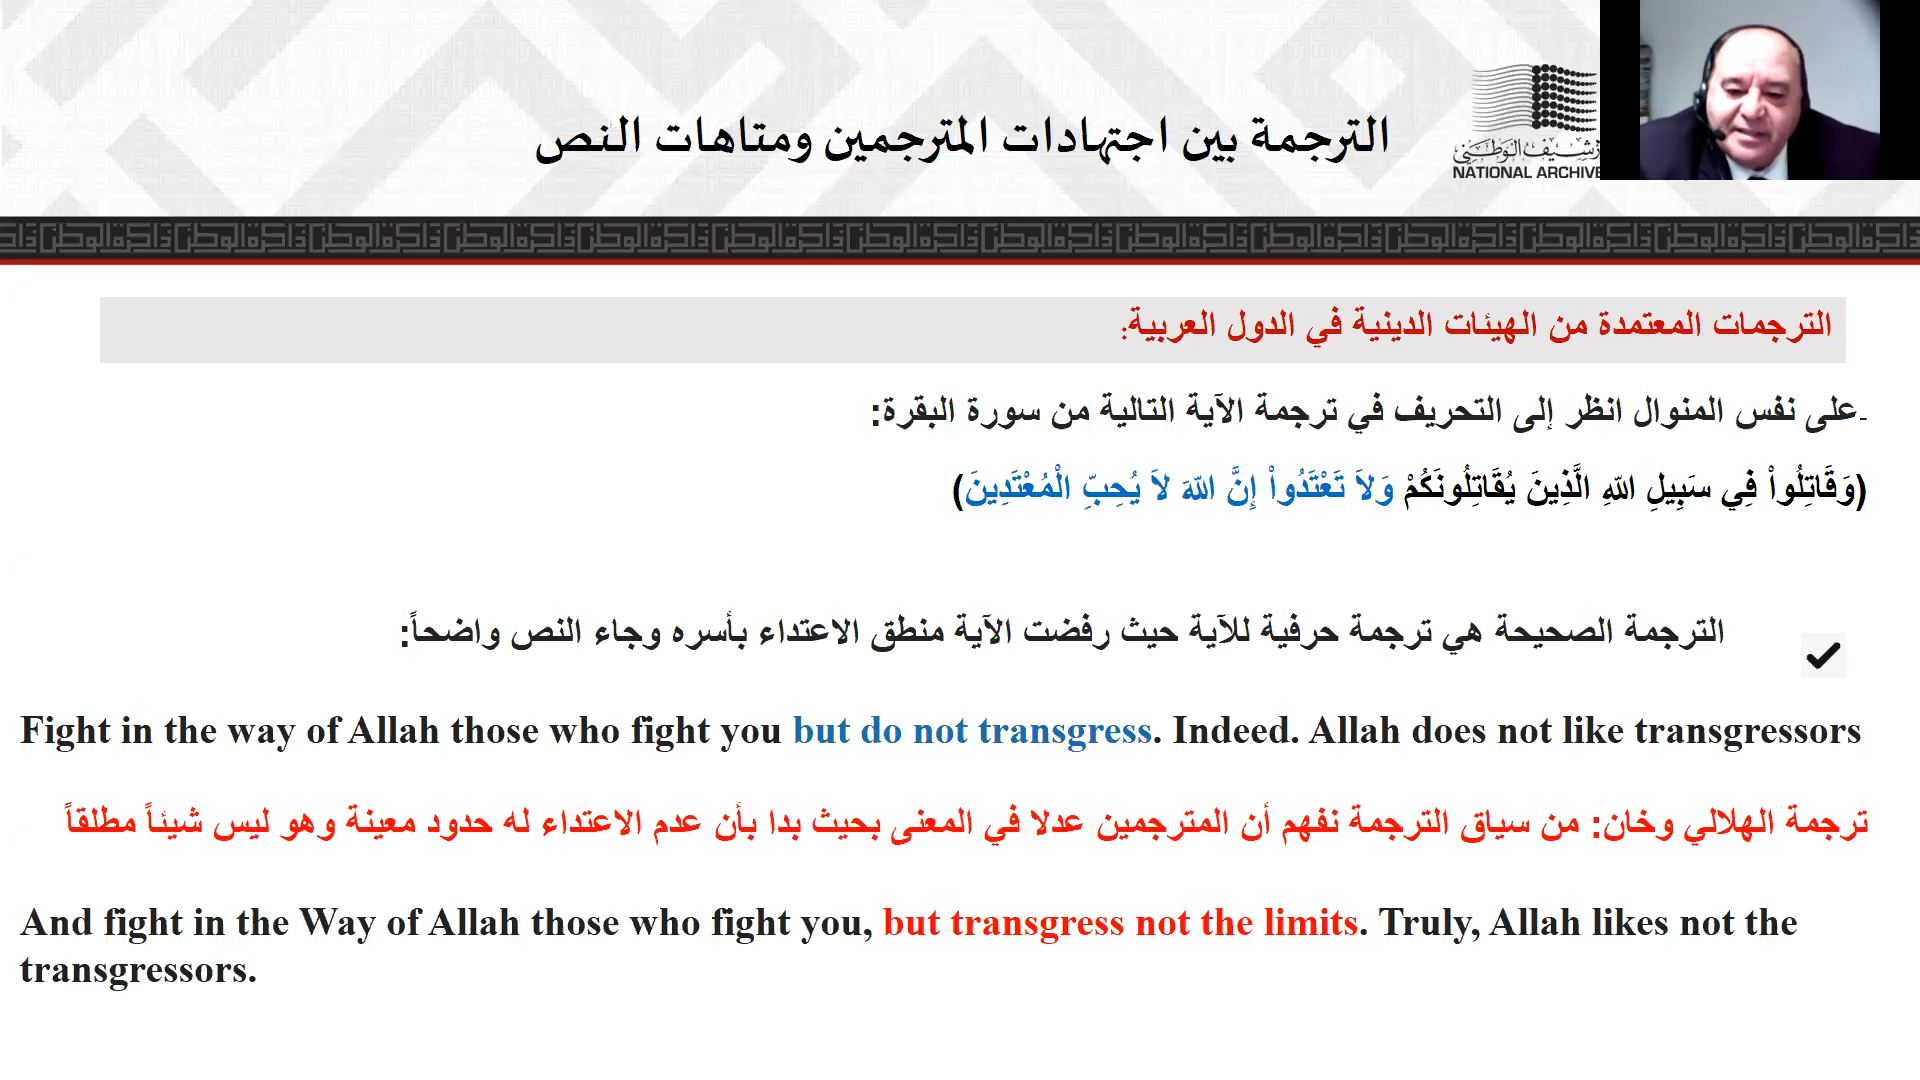 الترجمة بين اجتهادات المترجمين ومتاهات النص
NATIONAL ARCHIVE
الترجمات المعتمدة من الهيئات الدينية في الدول العربية:
-على نفس المنوال انظر إلى التحريف في ترجمة الآية التالية من سورة البقرة:
(وَقَاتِلُواْ فِي سَبِيلِ اللّهِ الَّذِينَ يُقَاتِلُونَكُمْ وَلاَ تَعْتَدُواْ إِنَّ اللّهَ لاَ يُحِبِّ الْمُعْتَدِينَ)
الترجمة الصحيحة هي ترجمة حرفية للآية حيث رفضت الآية منطق الاعتداء بأسره وجاء النص واضحاً:
Fight in the way of Allah those who fight you but do not transgress. Indeed. Allah does not like transgressors
ترجمة الهلالي وخان: من سياق الترجمة نفهم أن المترجمين عدلا في المعنى بحيث بدا بأن عدم الاعتداء له حدود معينة وهو ليس شيئاً مطلقاً
And fight in the Way of Allah those who fight you, but transgress not the limits. Truly, Allah likes not the
transgressors.